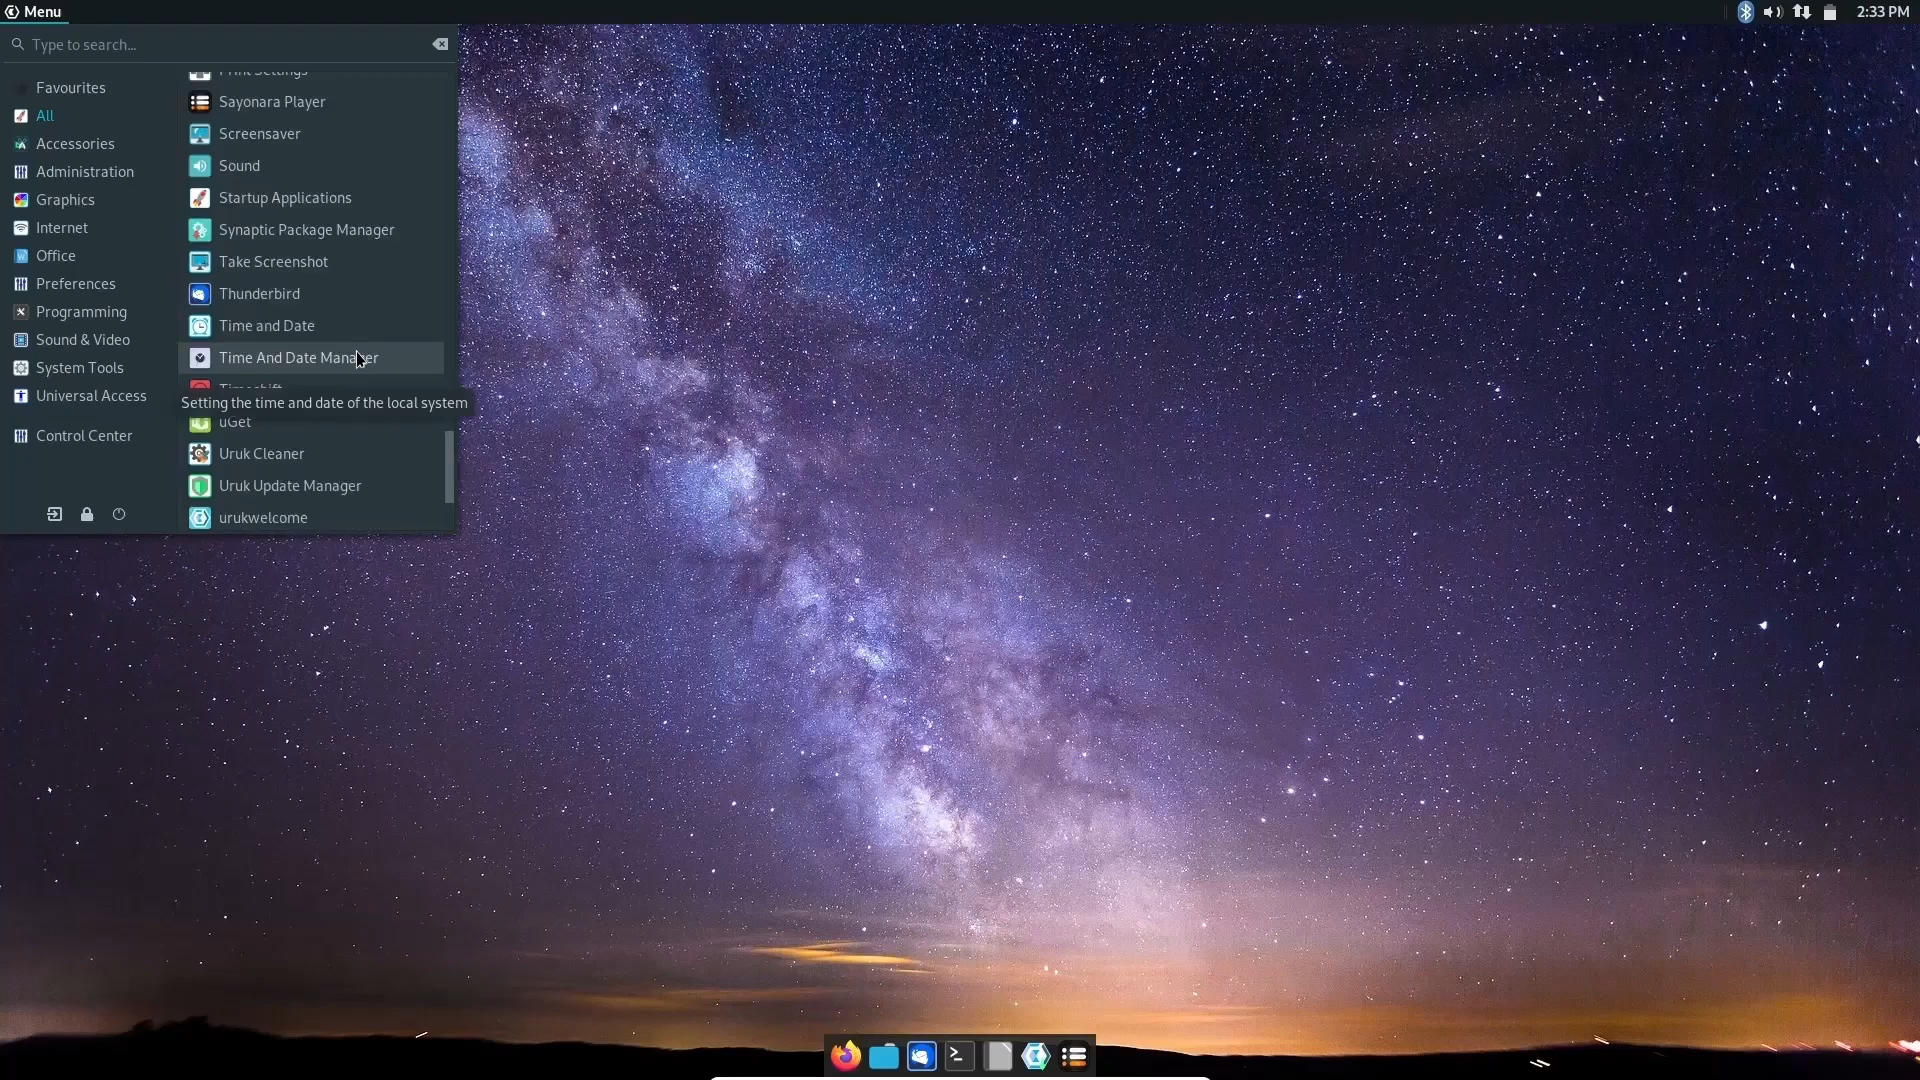 Menu
2:33 PM
Type to search...
Favourites
All
Accessories
Administration
Graphics
Internet
Office
Preferences
Programming
Sound & Video
System Tools
Universal Access
Control Center
Print Settings
Sayonara Player
Screensaver
Sound
Startup Applications
Synaptic Package Manager
Take Screenshot
Thunderbird
Time and Date
Time And Date Manager
Timeshift
Setting the time and date of the local system
uGet
Uruk Cleaner
Uruk Update Manager
urukwelcome